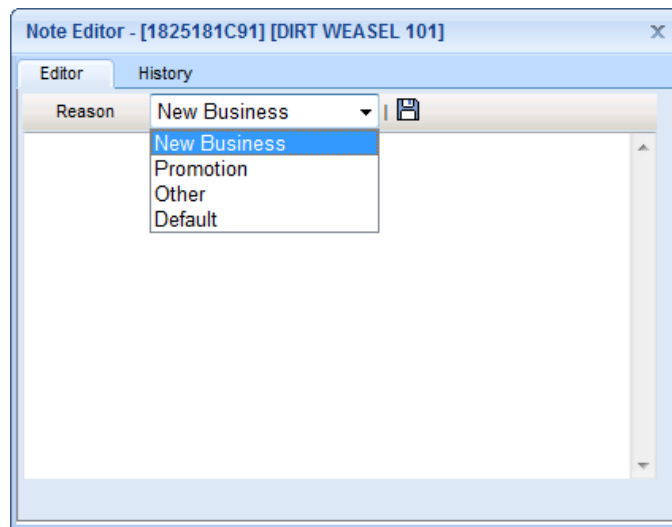 Note Editor - [1825181C91] [DIRT WEASEL 101]
Editor History
Reason New Business
New Business
Promotion
Other
Default